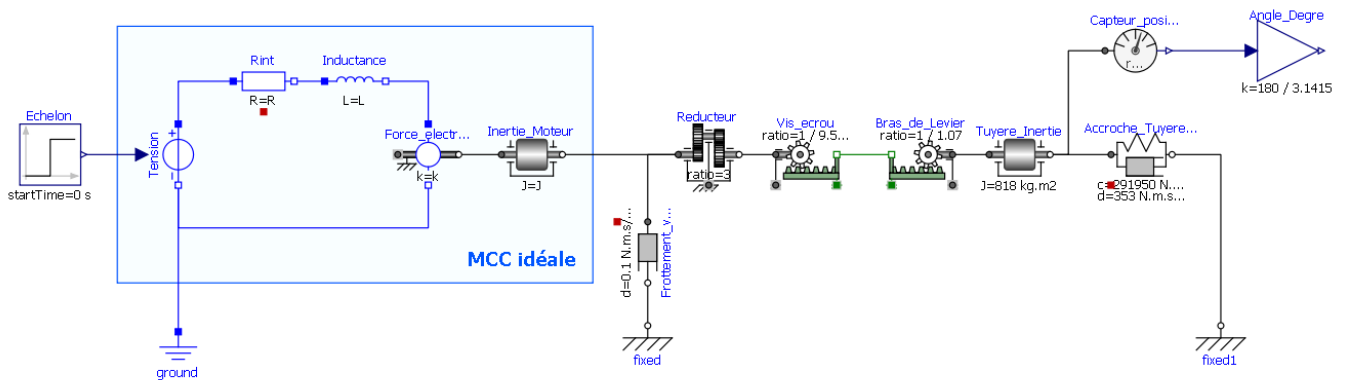 Echelon
startTime=0 s
Tension
+
-
Rint
R=R
Inductance
L=L
Force_electr...
k=k
Inertie_Moteur
J=J
MCC idéale
ground
d=0.1 N.m.s/...
Frottement_v...
fixed
Reducteur
ratio=3
Vis_ecrou
ratio=1 / 9.5...
Bras_de_Levier
ratio=1 / 1.07
Tuyere_Inertie
J=818 kg.m2
Capteur_posi...
r...
Angle_Degre
k=180 / 3.1415
Accroche_Tuyere...
c=291950 N....
d=353 N.m.s...
fixed1